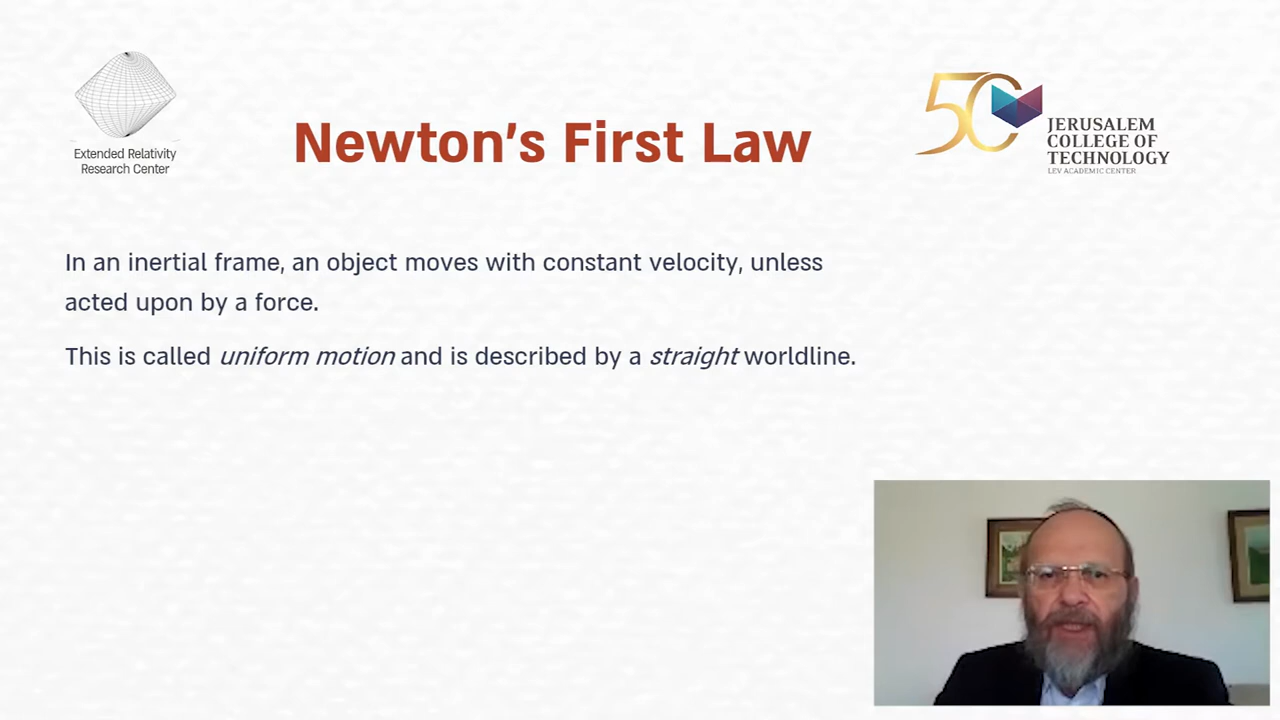 Extended Relativity
Research Center
Newton's First Law
50
JERUSALEM
COLLEGE OF
TECHNOLOGY
LEV ACADEMIC CENTER
In an inertial frame, an object moves with constant velocity, unless
acted upon by a force.
This is called uniform motion and is described by a straight worldline.